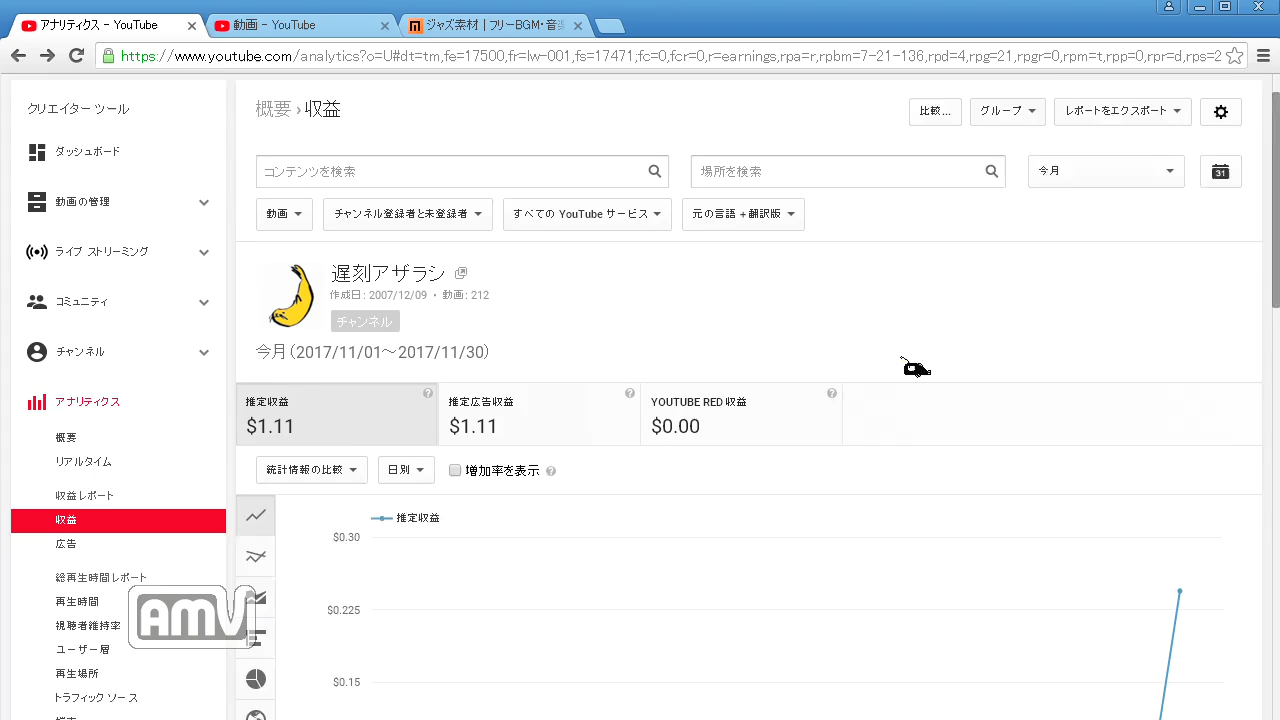 アナリティクス - YouTube
動画 - YouTube
ジャズ素材 | フリーBGM・音
https://www.youtube.com/analytics?o=U#dt=tm,fe=17500,fr=lw-001,fs=17471,fc=0,fcr=0,r=earnings,rpa=r,rpbm=7-21-136,rpd=4,rpg=21,rpgr=0,rpm=t,rpp=0,rpr=d,rps=2
クリエイター ツール
ダッシュボード
動画の管理
ライブ ストリーミング
コミュニティ
チャンネル
アナリティクス
概要
リアルタイム
収益レポート
収益
広告
総再生時間レポート
再生時間
視聴者維持率
ユーザー層
再生場所
トラフィック ソース
AMV
概要 › 収益
比較...
グループ
レポートをエクスポート
コンテンツを検索
場所を検索
今月
31
動画
チャンネル登録者と未登録者
すべての YouTube サービス
元の言語 + 翻訳版
遅刻アザラシ
作成日: 2007/12/09 • 動画: 212
チャンネル
今月（2017/11/01～2017/11/30）
推定収益
$1.11
推定広告収益
$1.11
YOUTUBE RED 収益
$0.00
統計情報の比較
日別
増加率を表示
推定収益
$0.30
$0.225
$0.15